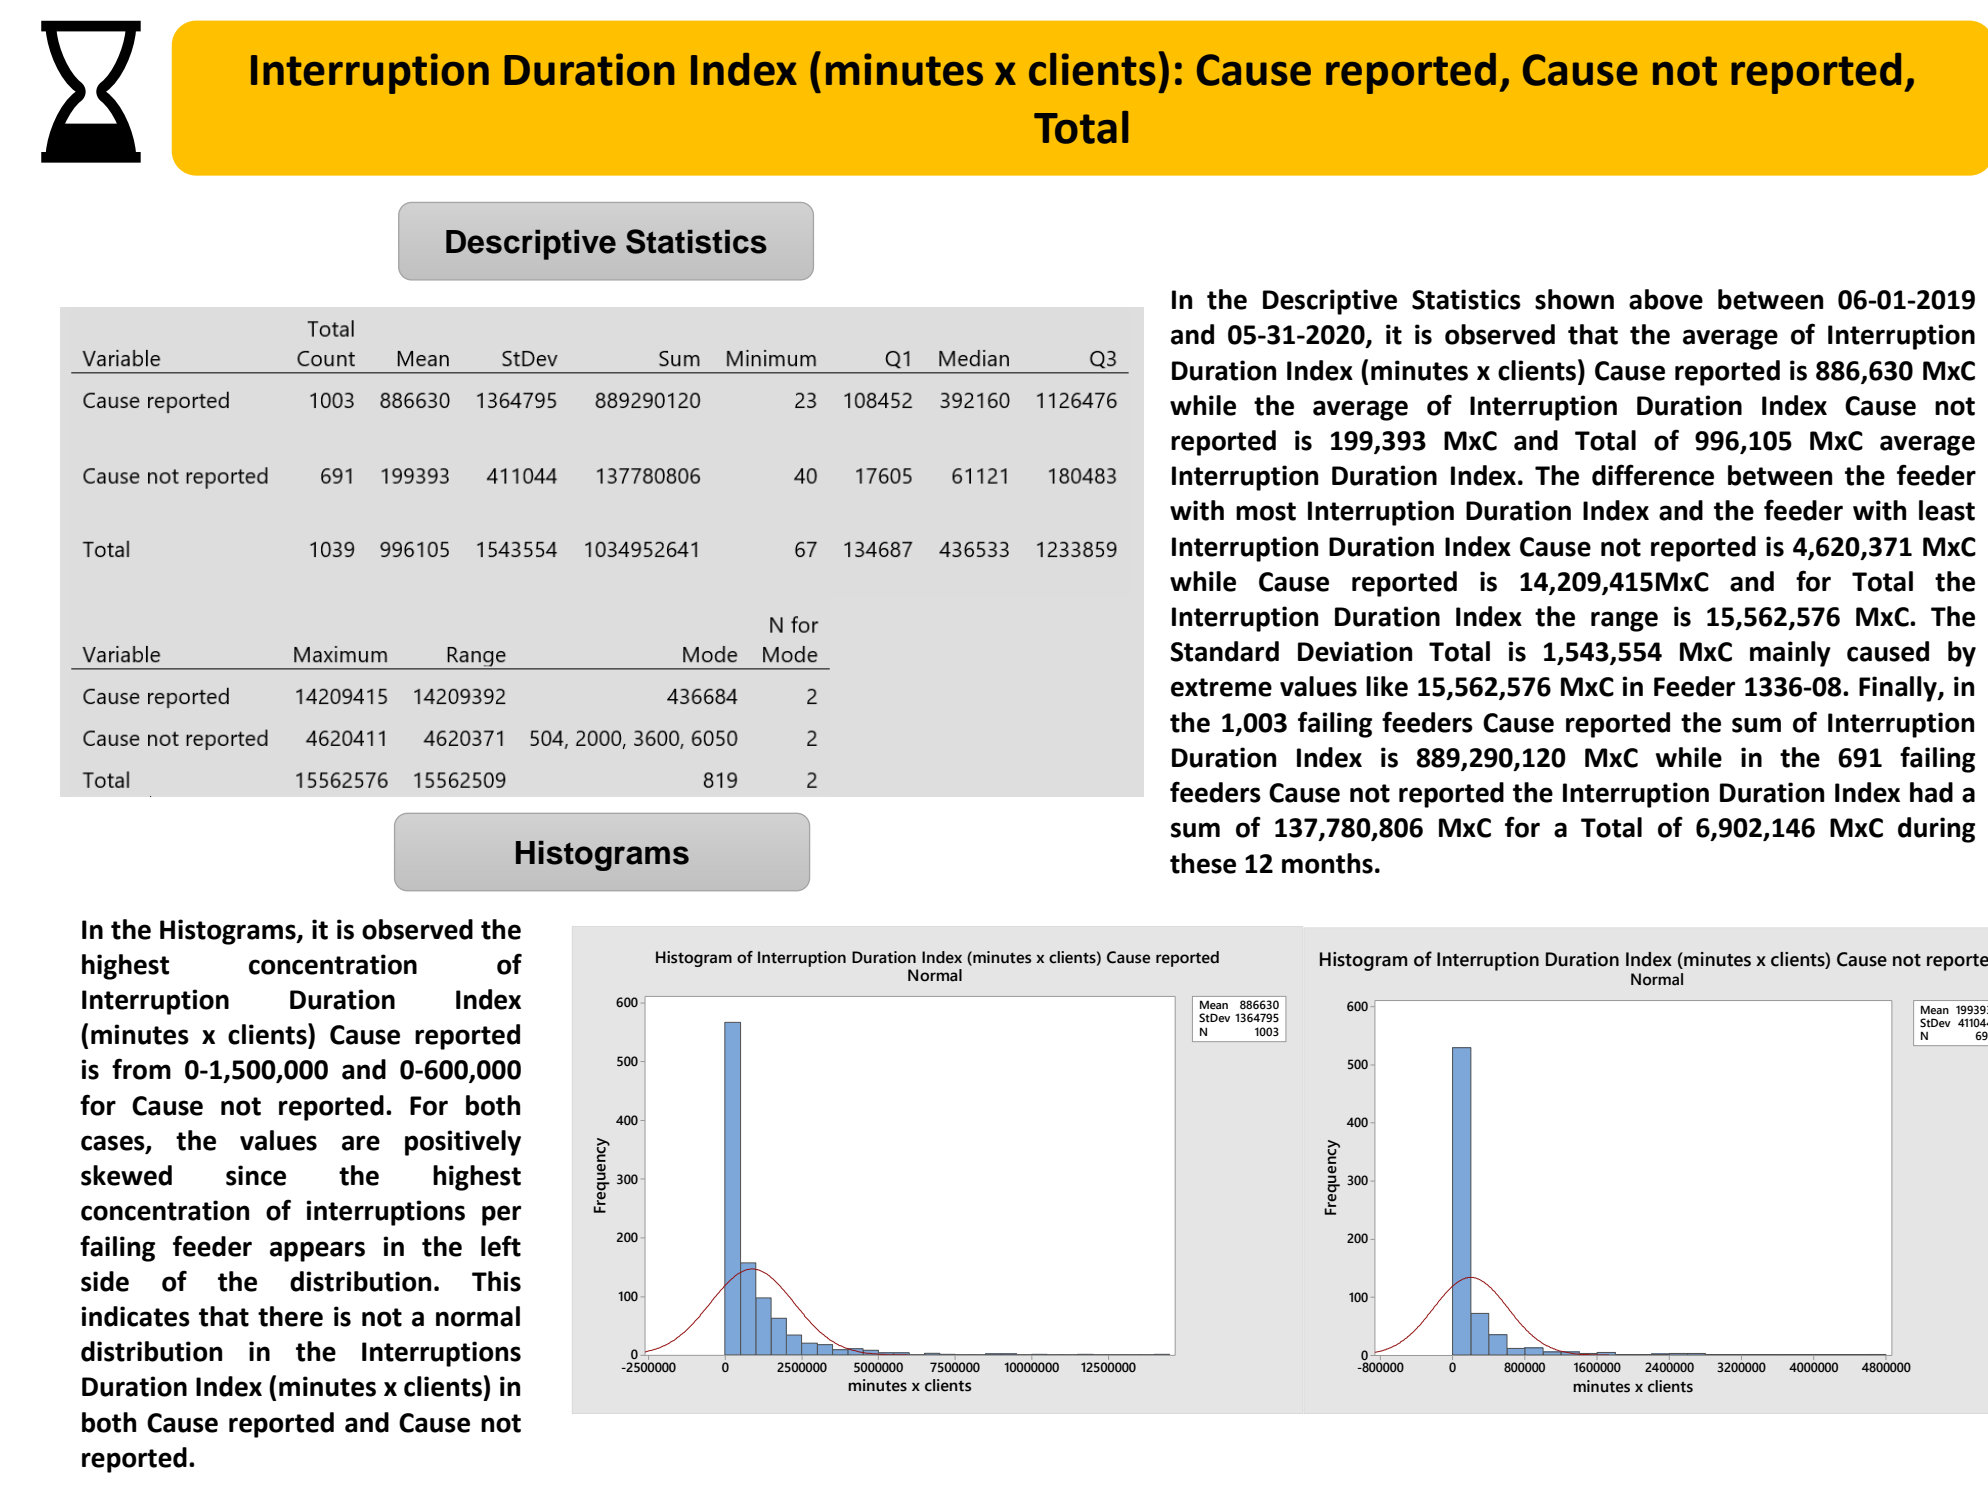 Interruption Duration Index (minutes x clients): Cause reported, Cause not reported,
Total
Descriptive Statistics
Variable Total Count Mean StDev Sum Minimum Q1 Median Q3
Cause reported 1003 886630 1364795 889290120 23 108452 392160 1126476
Cause not reported 691 199393 411044 137780806 40 17605 61121 180483
Total 1039 996105 1543554 1034952641 67 134687 436533 1233859
Variable Maximum Range Mode N for Mode
Cause reported 14209415 14209392 436684 2
Cause not reported 4620411 4620371 504, 2000, 3600, 6050 2
Total 15562576 15562509 819 2
In the Descriptive Statistics shown above between 06-01-2019
and 05-31-2020, it is observed that the average of Interruption
Duration Index (minutes x clients) Cause reported is 886,630 MxC
while the average of Interruption Duration Index Cause not
reported is 199,393 MxC and Total of 996,105 MxC average
Interruption Duration Index. The difference between the feeder
with most Interruption Duration Index and the feeder with least
Interruption Duration Index Cause not reported is 4,620,371 MxC
while Cause reported is 14,209,415MxC and for Total the
Interruption Duration Index the range is 15,562,576 MxC. The
Standard Deviation Total is 1,543,554 MxC mainly caused by
extreme values like 15,562,576 MxC in Feeder 1336-08. Finally, in
the 1,003 failing feeders Cause reported the sum of Interruption
Duration Index is 889,290,120 MxC while in the 691 failing
feeders Cause not reported the Interruption Duration Index had a
sum of 137,780,806 MxC for a Total of 6,902,146 MxC during
these 12 months.
Histograms
In the Histograms, it is observed the
highest concentration of
Interruption Duration Index
(minutes x clients) Cause reported
is from 0-1,500,000 and 0-600,000
for Cause not reported. For both
cases, the values are positively
skewed since the highest
concentration of interruptions per
failing feeder appears in the left
side of the distribution. This
indicates that there is not a normal
distribution in the Interruptions
Duration Index (minutes x clients) in
both Cause reported and Cause not
reported.
Histogram of Interruption Duration Index (minutes x clients) Cause reported
Normal
Mean 886630
StDev 1364795
N 1003
Frequency
600
500
400
300
200
100
0
-2500000 0 2500000 5000000 7500000 10000000 12500000
minutes x clients
Histogram of Interruption Duration Index (minutes x clients) Cause not reporte
Normal
Mean 19939
StDev 41104
N 69
Frequency
600
500
400
300
200
100
0
-800000 0 800000 1600000 2400000 3200000 4000000 4800000
minutes x clients